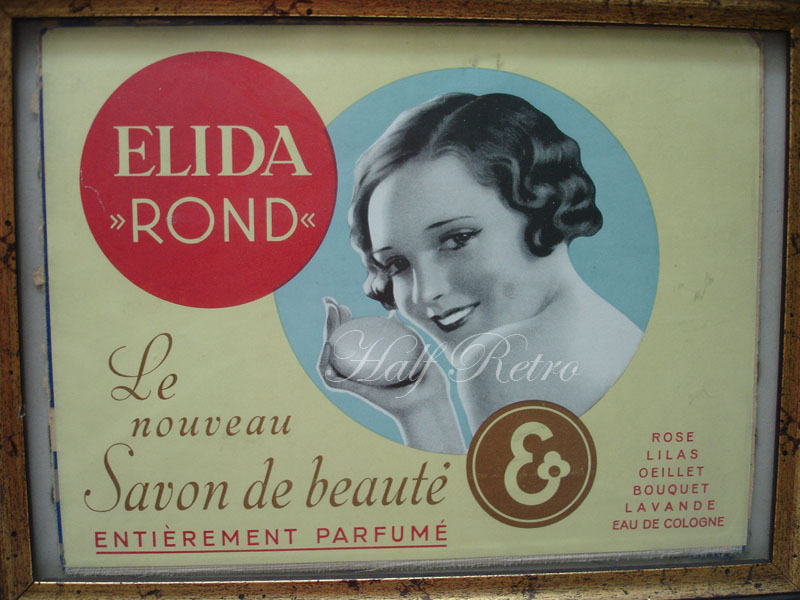 ELIDA
»ROND«
Le
nouveau
Savon de beauté
ENTIÈREMENT PARFUMÉ
Half Retro
E
ROSE
LILAS
OEILLET
BOUQUET
LAVANDE
EAU DE COLOGNE